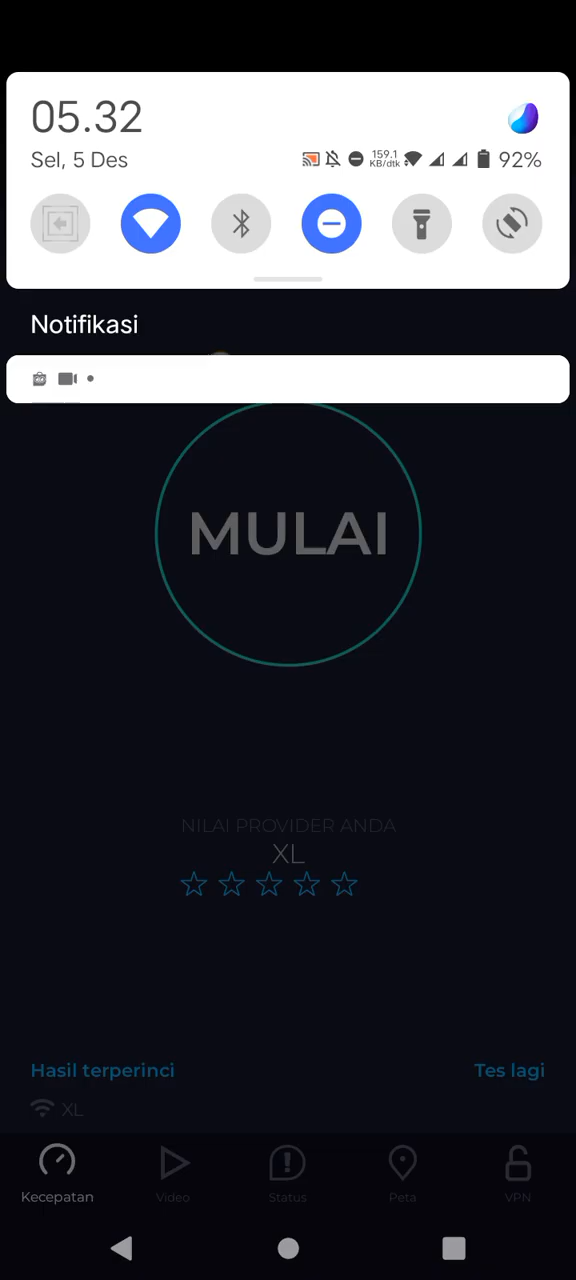 05.32
Sel, 5 Des
159.1
KB/dtk
92%
Notifikasi
MULAI
NILAI PROVIDER ANDA
XL
Hasil terperinci
Tes lagi
XL
Kecepatan
Video
Status
Peta
VPN